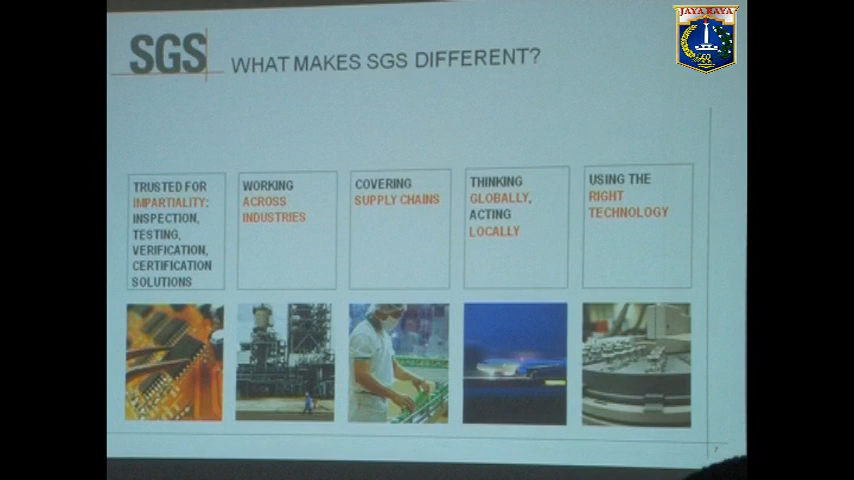 JAYA RAYA
SGS
WHAT MAKES SGS DIFFERENT?
TRUSTED FOR
IMPARTIALITY:
INSPECTION,
TESTING,
VERIFICATION,
CERTIFICATION
SOLUTIONS
WORKING
ACROSS
INDUSTRIES
COVERING
SUPPLY CHAINS
THINKING
GLOBALLY,
ACTING
LOCALLY
USING THE
RIGHT
TECHNOLOGY
7